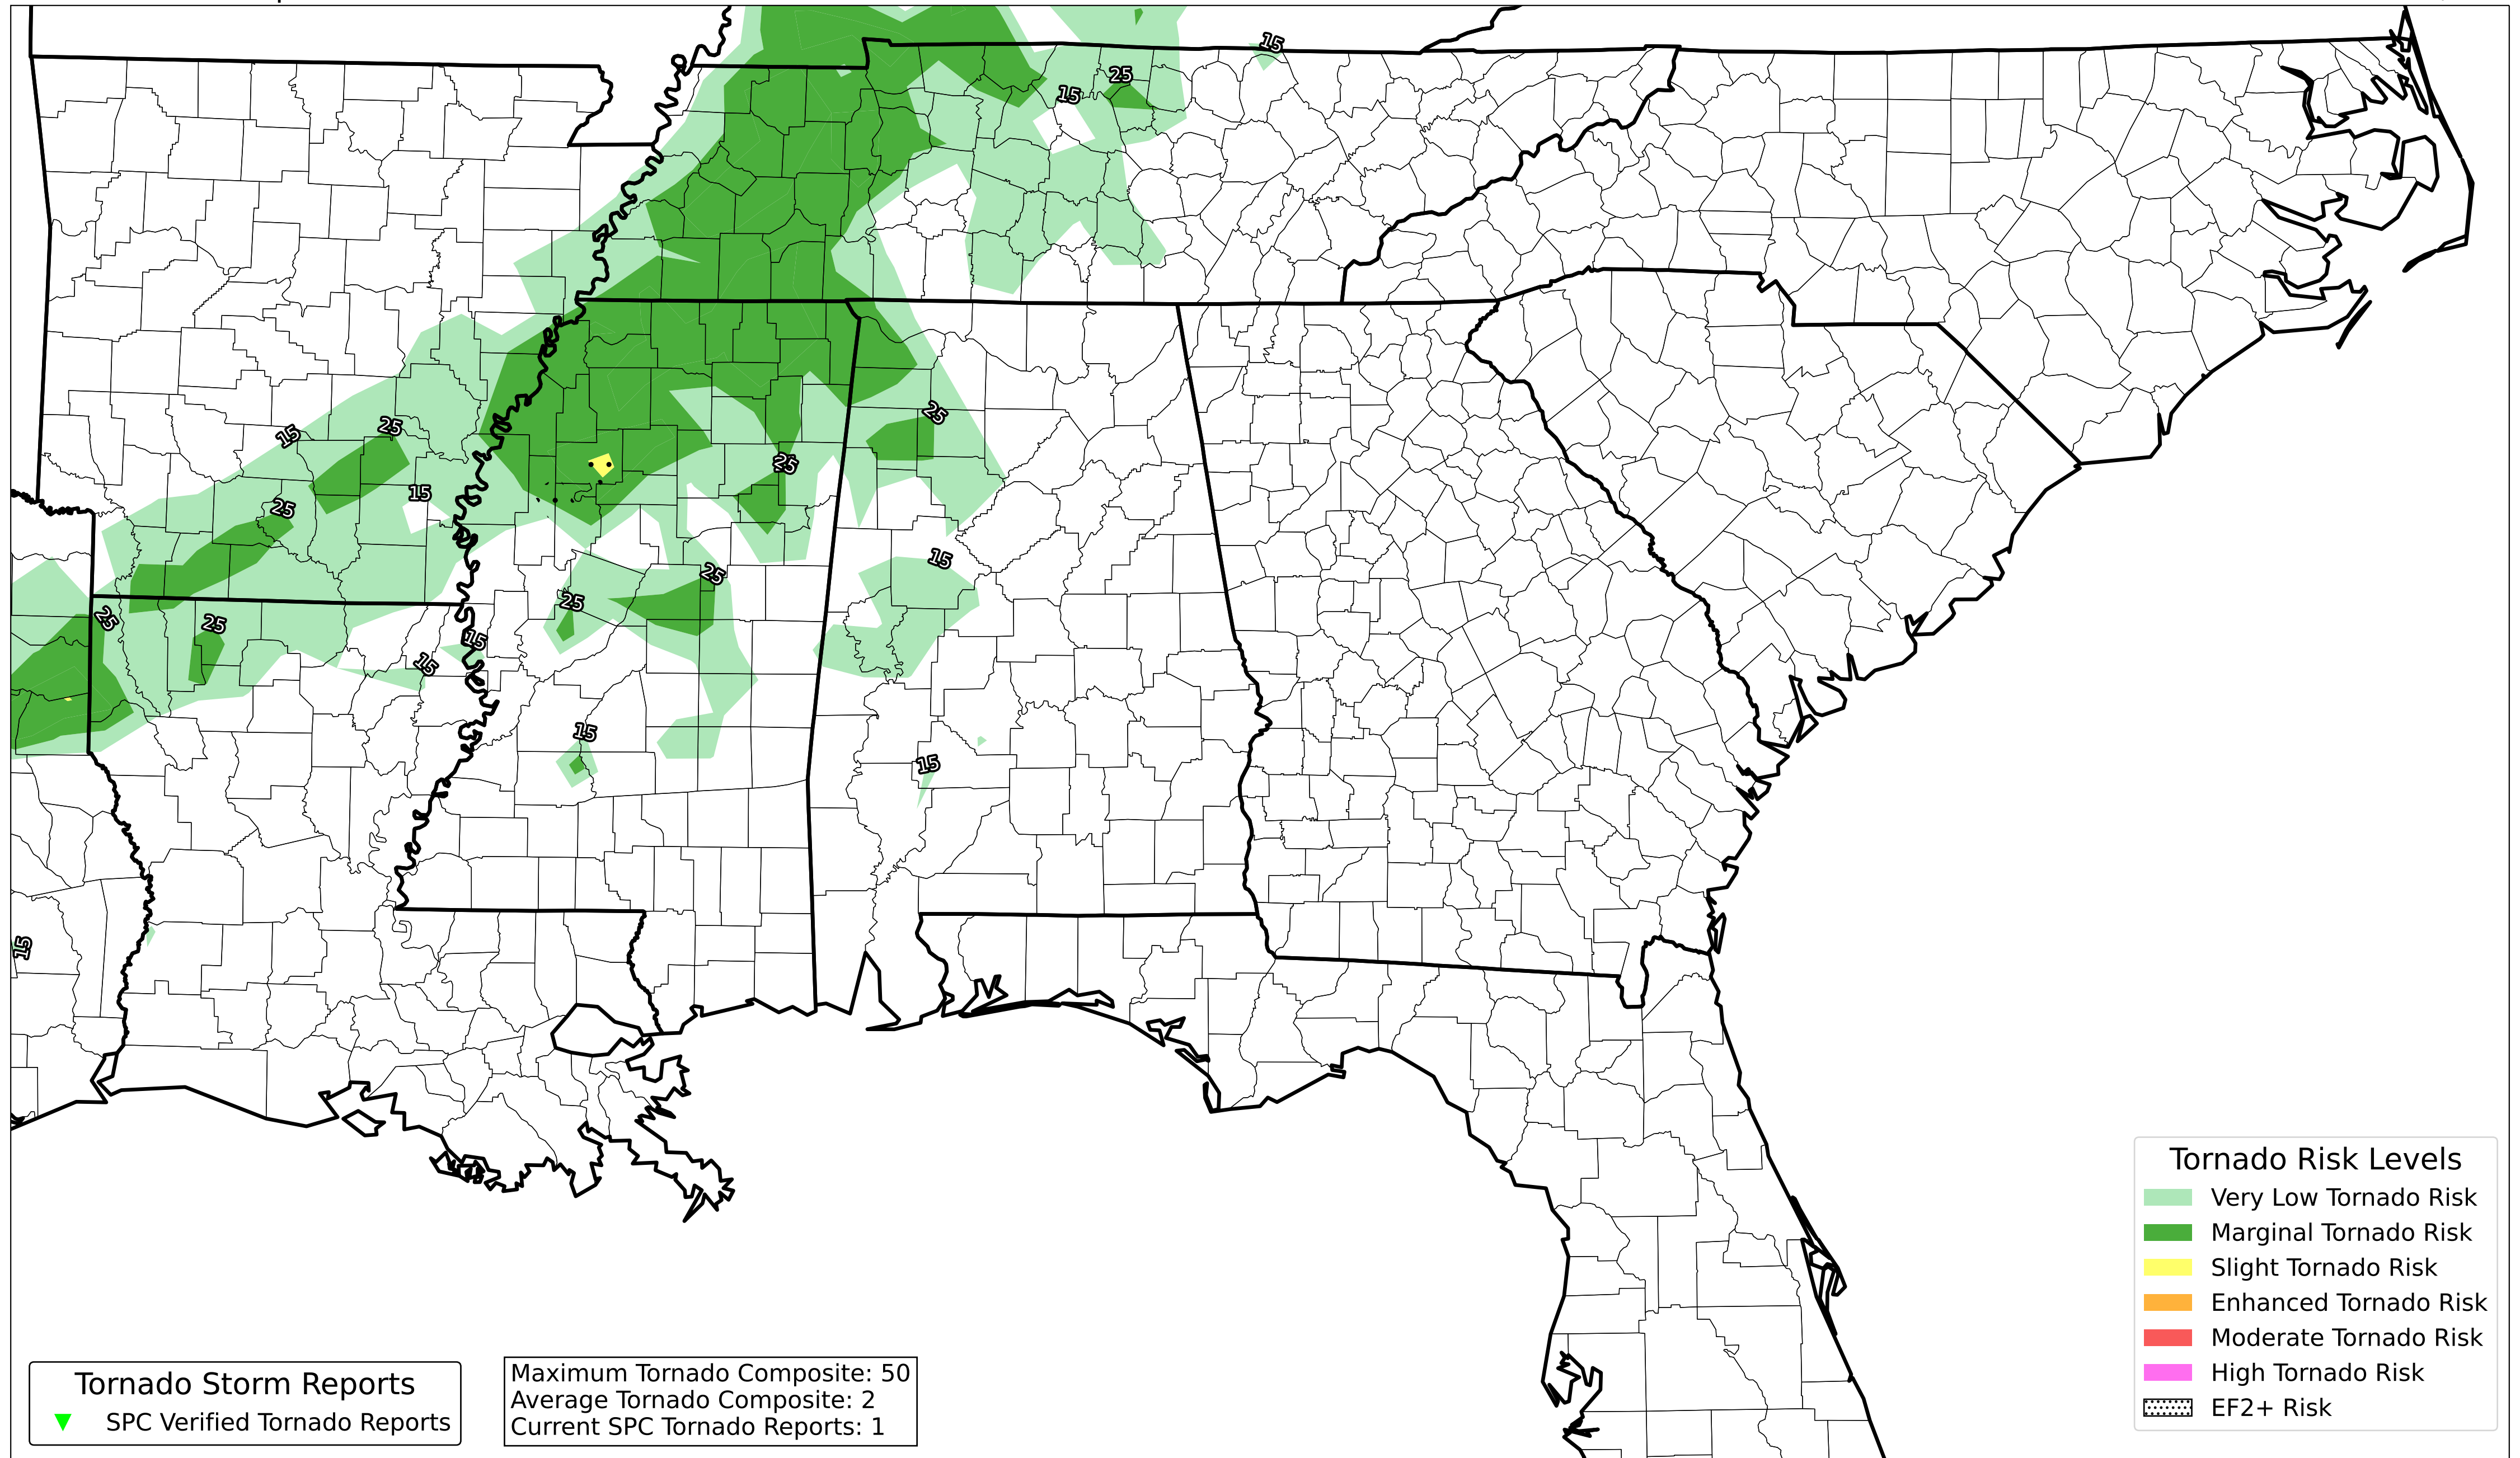 15
25
15
25
15
25
25
15
25
25
15
25
25
25
15
15
15
15
15
Tornado Risk Levels
Very Low Tornado Risk
Marginal Tornado Risk
Slight Tornado Risk
Enhanced Tornado Risk
Moderate Tornado Risk
High Tornado Risk
EF2+ Risk
Tornado Storm Reports
SPC Verified Tornado Reports
Maximum Tornado Composite: 50
Average Tornado Composite: 2
Current SPC Tornado Reports: 1